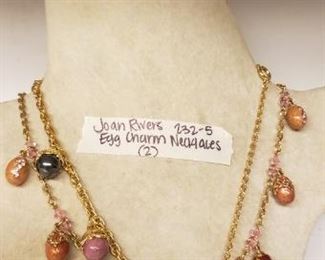 Joan Rivers 232-5
Egg Charm Necklaces
(2)